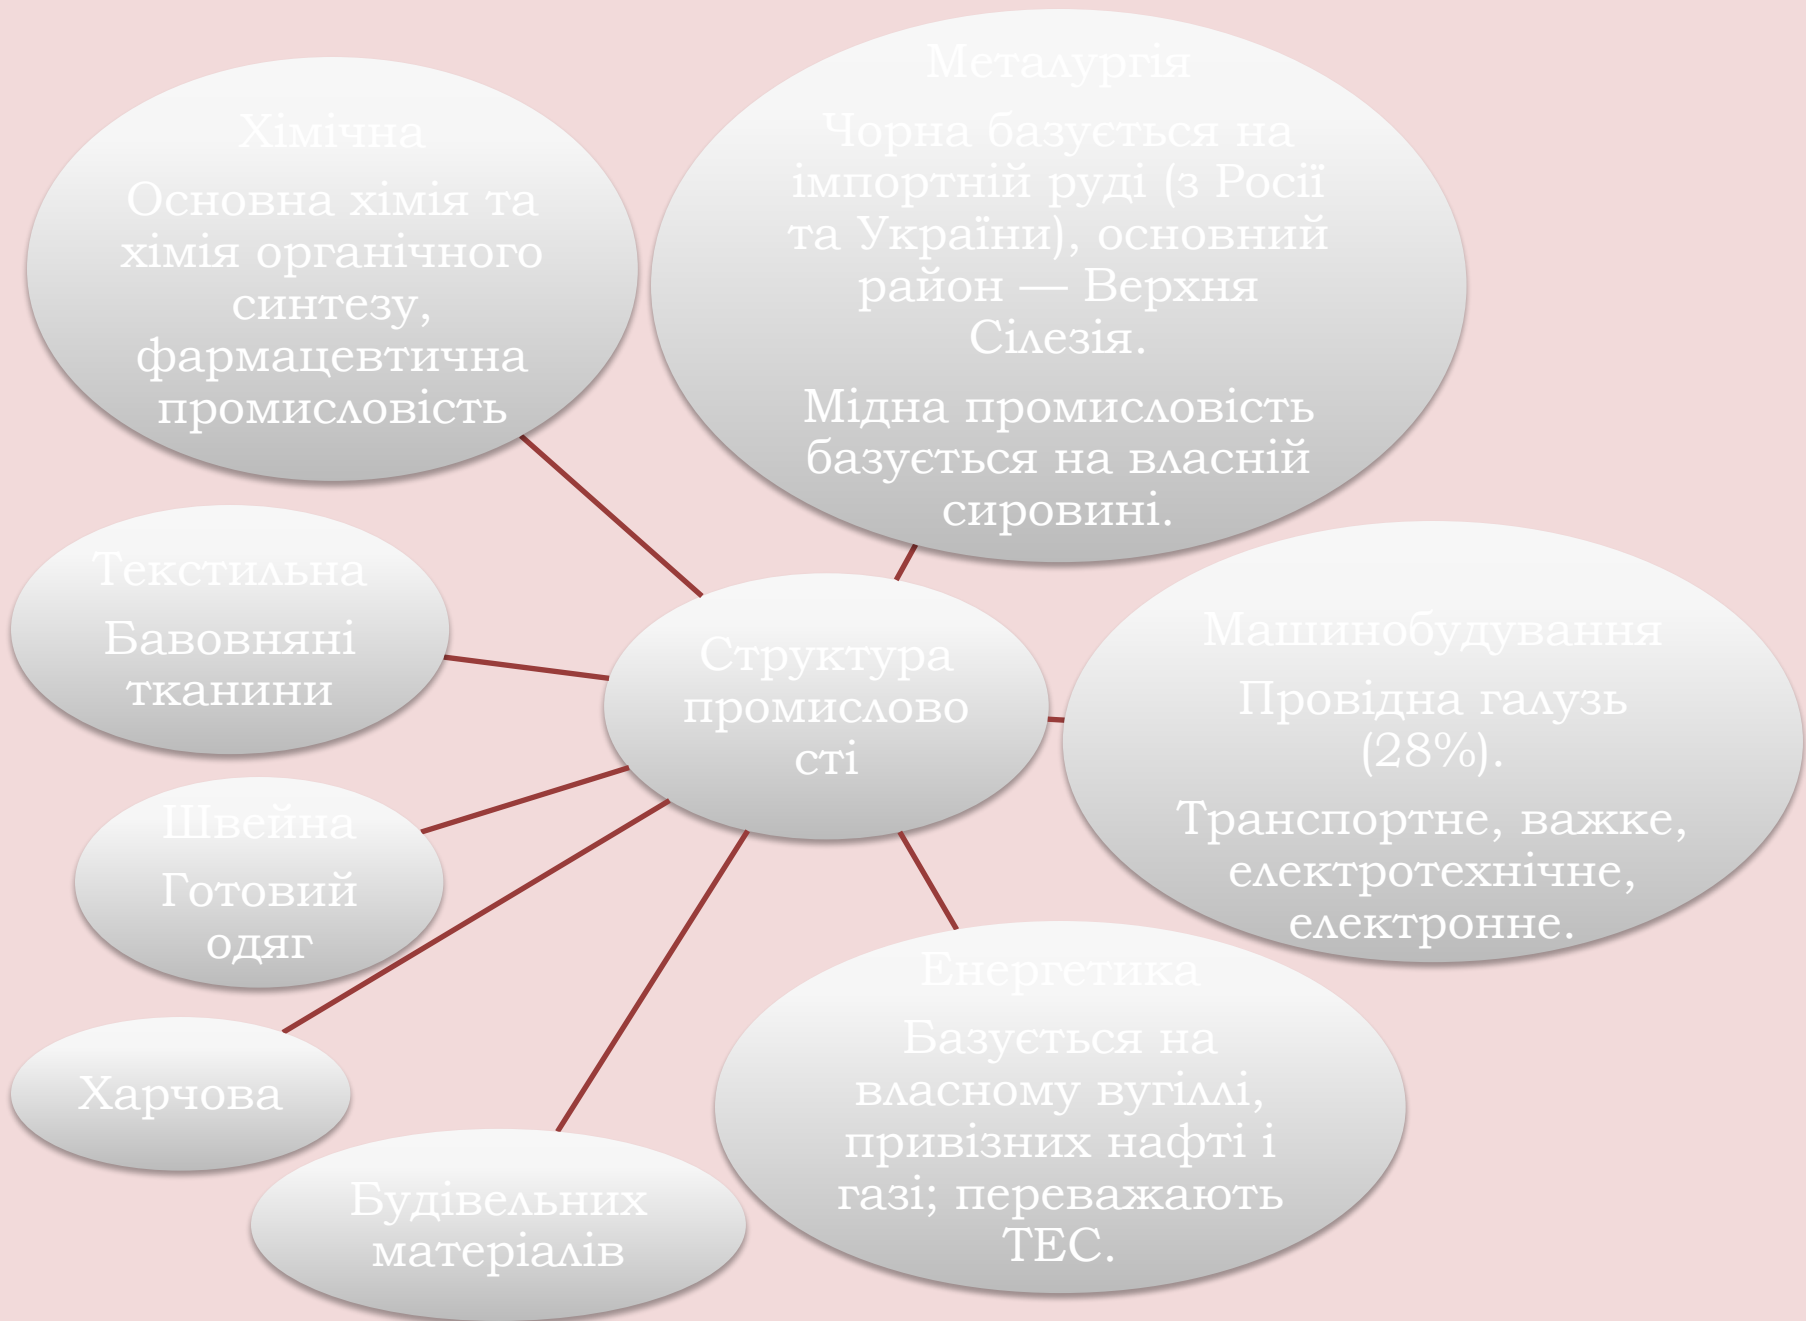 Хімічна
Основна хімія та
хімія органічного
синтезу,
фармацевтична
промисловість
Металургія
Чорна базується на
імпортній руді (з Росії
та України), основний
район — Верхня
Сілезія.
Мідна промисловість
базується на власній
сировині.
Текстильна
Бавовняні
тканини
Структура
промислово
сті
Машинобудування
Провідна галузь
(28%).
Транспортне, важке,
електротехнічне,
електронне.
Швейна
Готовий
одяг
Енергетика
Базується на
власному вугіллі,
привізних нафті і
газі; переважають
ТЕС.
Харчова
Будівельних
матеріалів